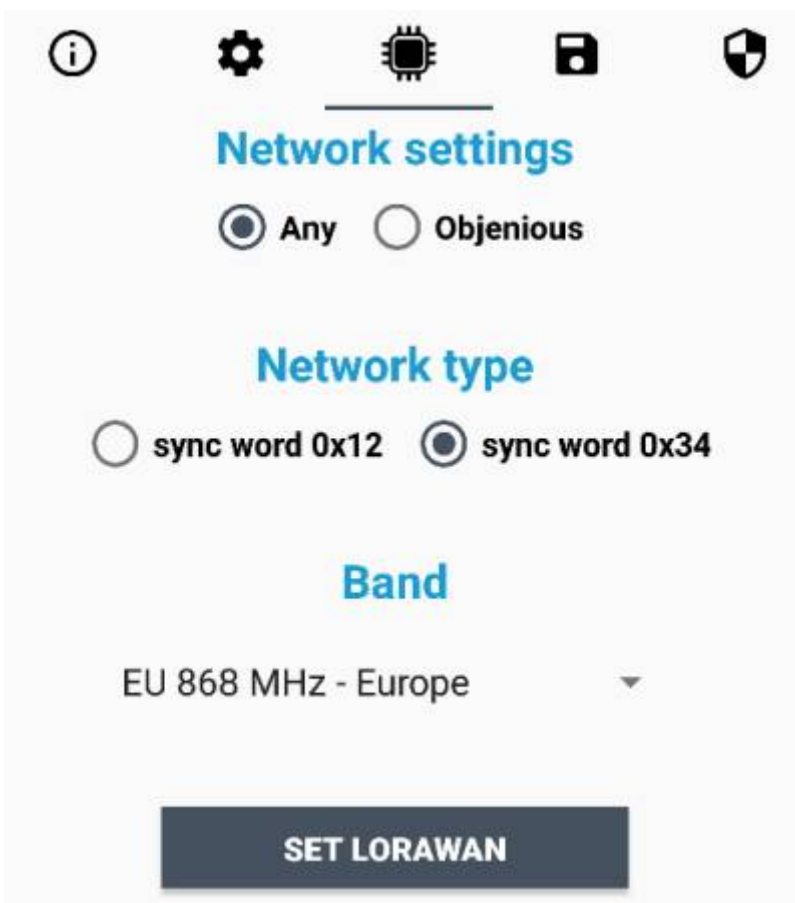 Network settings
Any Objenious
Network type
sync word 0x12 sync word 0x34
Band
EU 868 MHz - Europe
SET LORAWAN